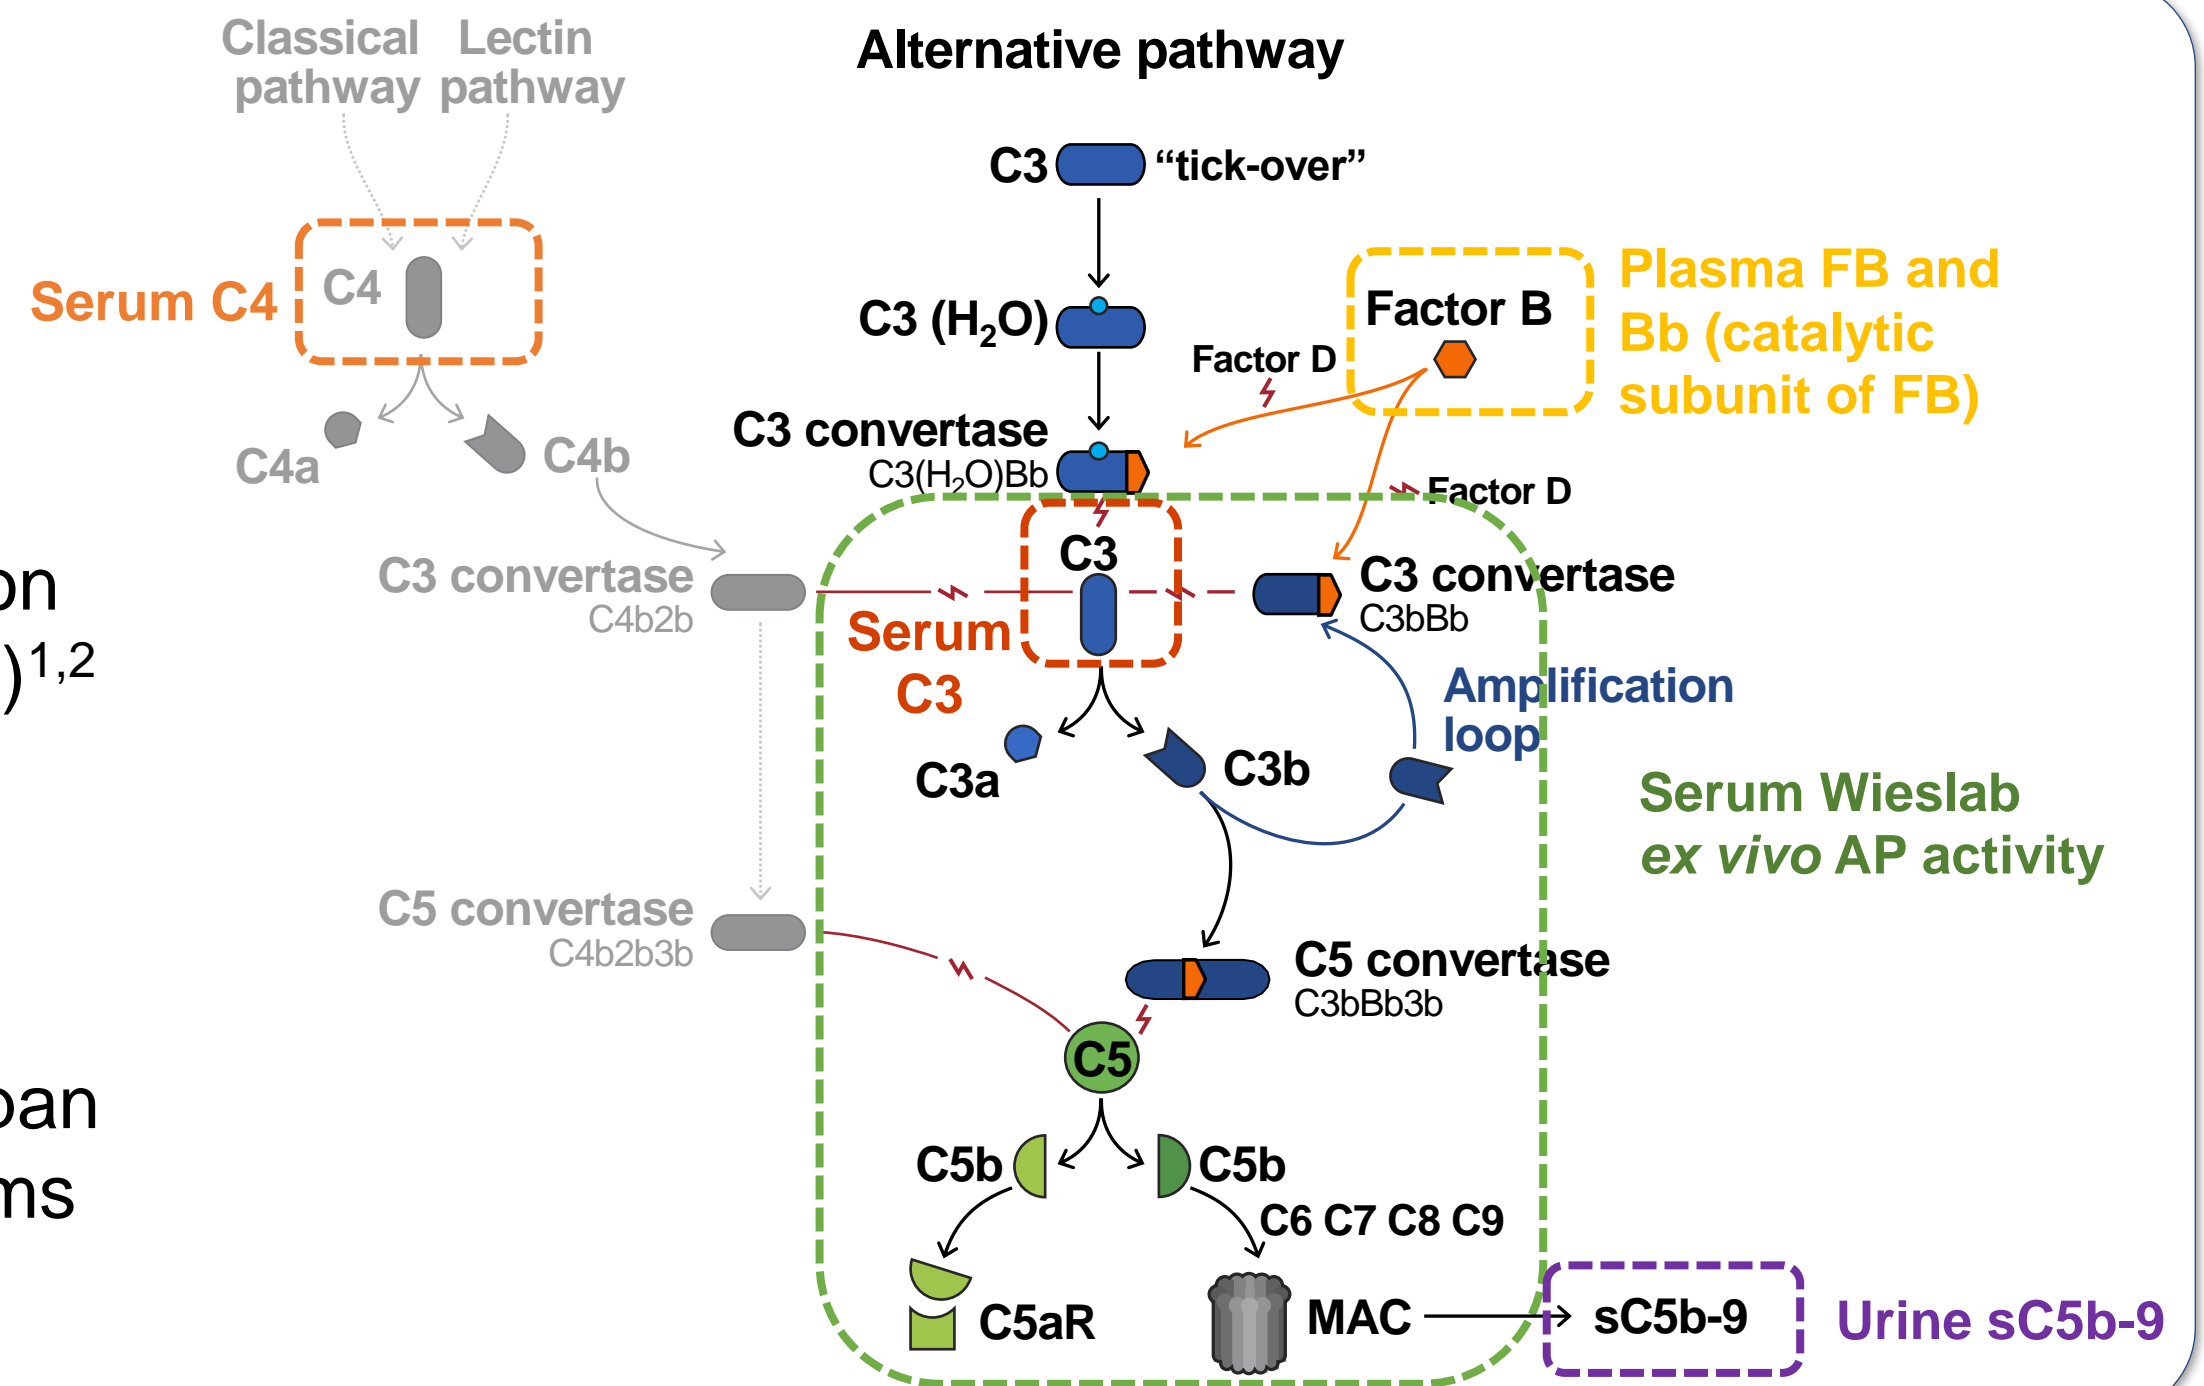 Classical
pathway
Lectin
pathway
Alternative pathway
C3
“tick-over”
Serum C4
C4
C3 (H₂O)
Factor B
Plasma FB and
Bb (catalytic
subunit of FB)
Factor D
C3 convertase
C3(H₂O)Bb
C4a
C4b
Factor D
C3
C3 convertase
C4b2b
C3 convertase
C3bBb
on
)1,2
Serum
C3
Amplification
loop
C3a
C3b
Serum Wieslab
ex vivo AP activity
C5 convertase
C4b2b3b
C5 convertase
C3bBb3b
C5
pan
ms
C5b
C5b
C6 C7 C8 C9
C5aR
MAC
sC5b-9
Urine sC5b-9